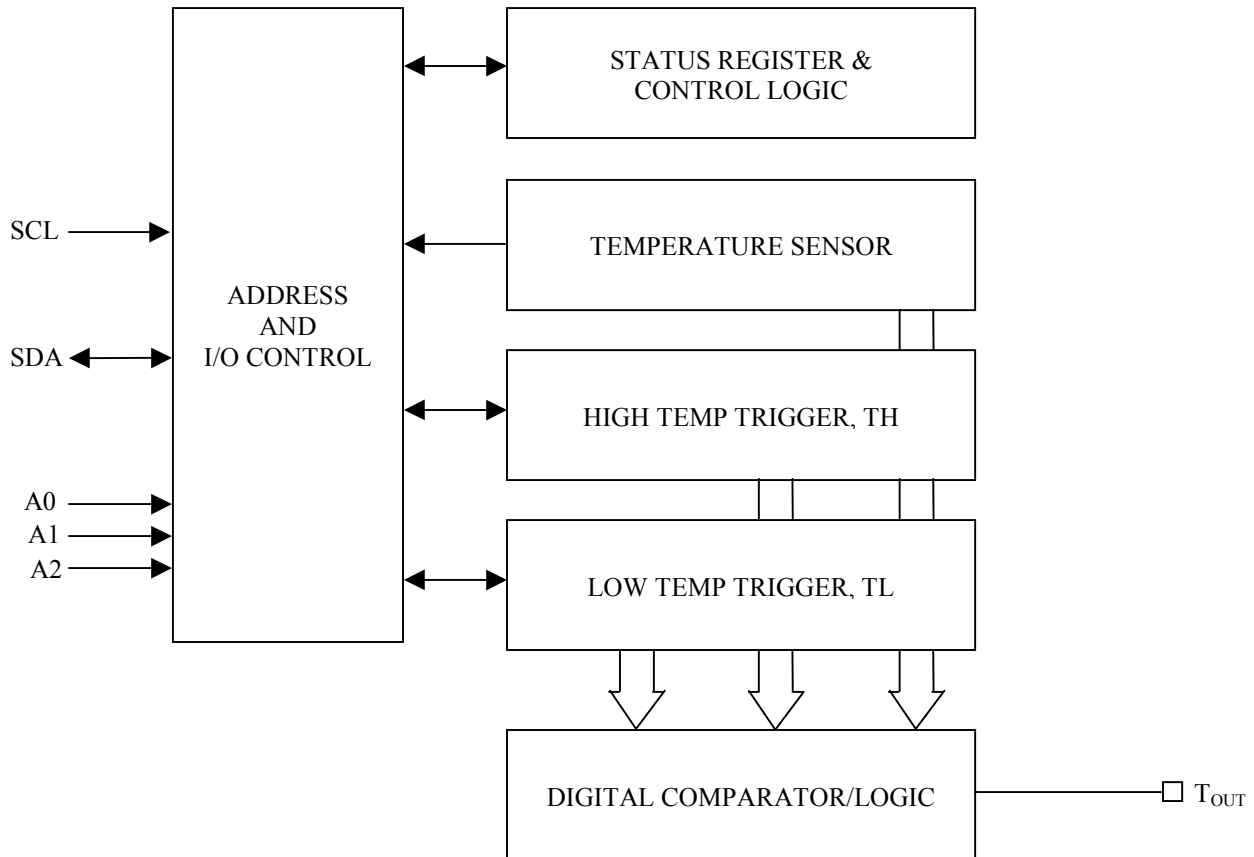 STATUS REGISTER &
CONTROL LOGIC
SCL
TEMPERATURE SENSOR
ADDRESS
AND
I/O CONTROL
SDA
HIGH TEMP TRIGGER, TH
A0
A1
A2
LOW TEMP TRIGGER, TL
DIGITAL COMPARATOR/LOGIC
TOUT